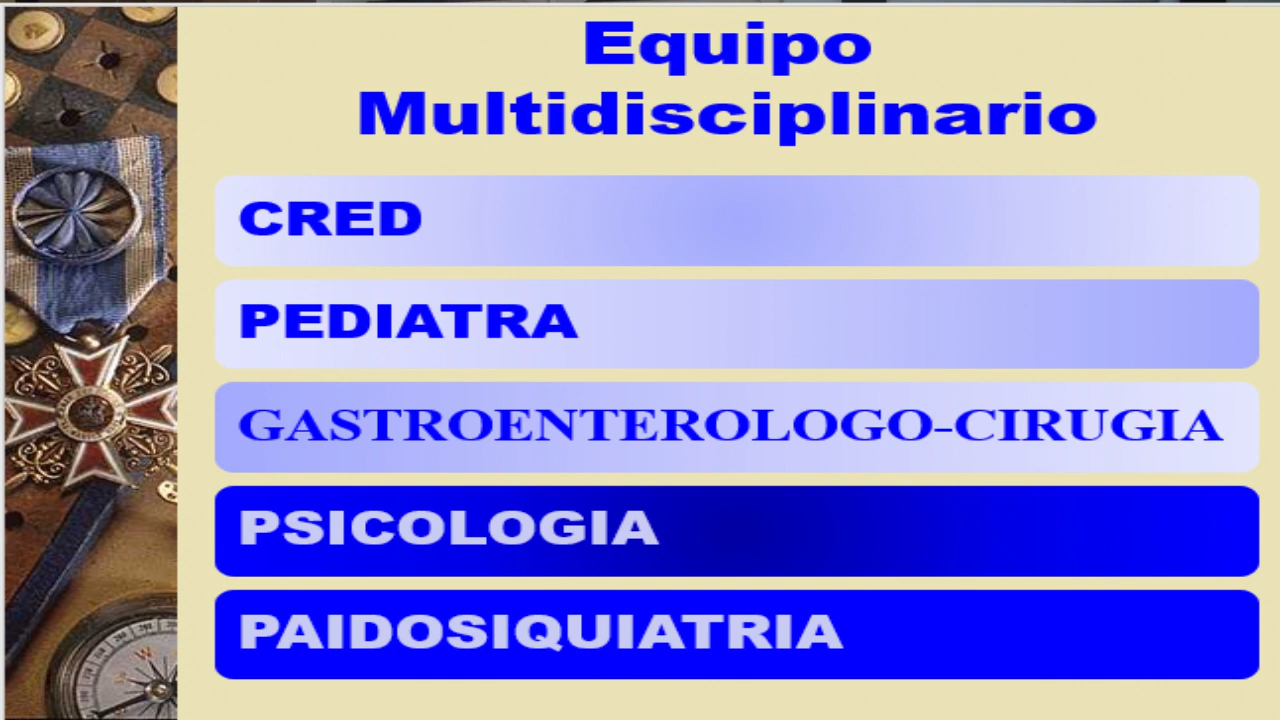 Equipo
Multidisciplinario
CRED
PEDIATRA
GASTROENTEROLOGO-CIRUGIA
PSICOLOGIA
PAIDOSIQUIATRIA